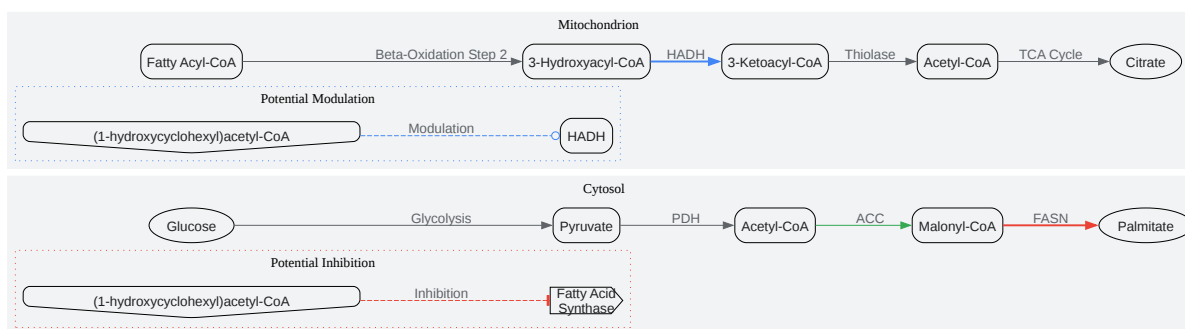 Mitochondrion
Fatty Acyl-CoA
Beta-Oxidation Step 2
3-Hydroxyacyl-CoA
HADH
3-Ketoacyl-CoA
Thiolase
Acetyl-CoA
TCA Cycle
Citrate
Potential Modulation
(1-hydroxycyclohexyl)acetyl-CoA
Modulation
HADH
Cytosol
Glucose
Glycolysis
Pyruvate
PDH
Acetyl-CoA
ACC
Malonyl-CoA
FASN
Palmitate
Potential Inhibition
(1-hydroxycyclohexyl)acetyl-CoA
Inhibition
Fatty Acid
Synthase